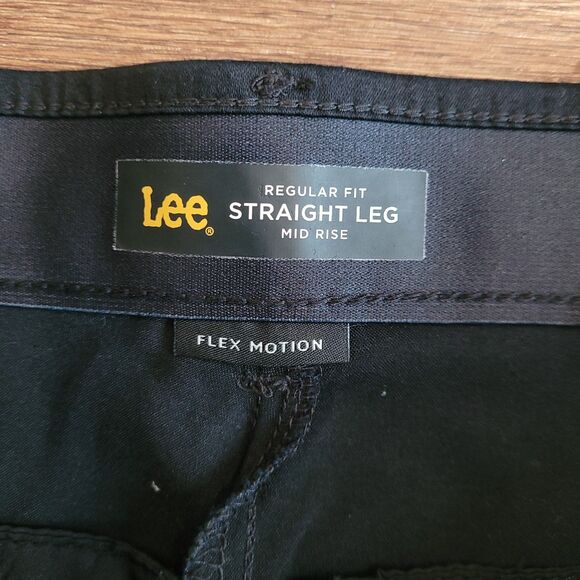 Lee®
REGULAR FIT
STRAIGHT LEG
MID RISE
FLEX MOTION